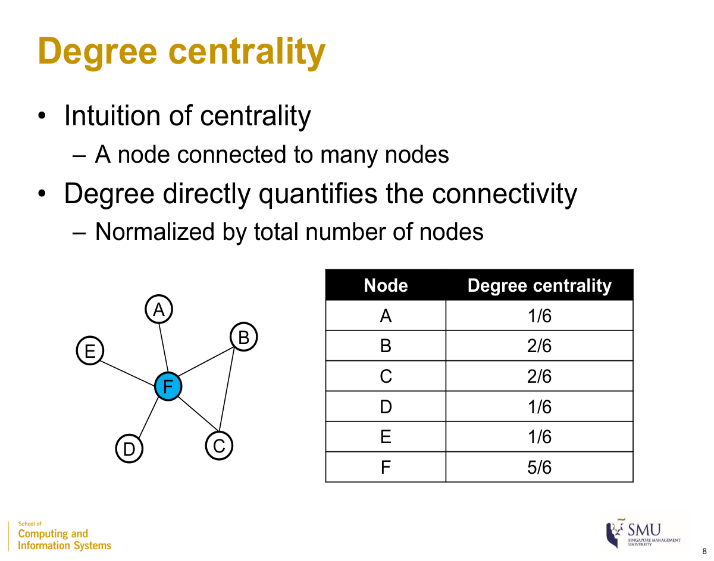 Degree centrality
• Intuition of centrality
– A node connected to many nodes
• Degree directly quantifies the connectivity
– Normalized by total number of nodes
A
B
E
F
D
C
Node Degree centrality
A 1/6
B 2/6
C 2/6
D 1/6
E 1/6
F 5/6
School of
Computing and
Information Systems
SMU
SINGAPORE MANAGEMENT
UNIVERSITY
8